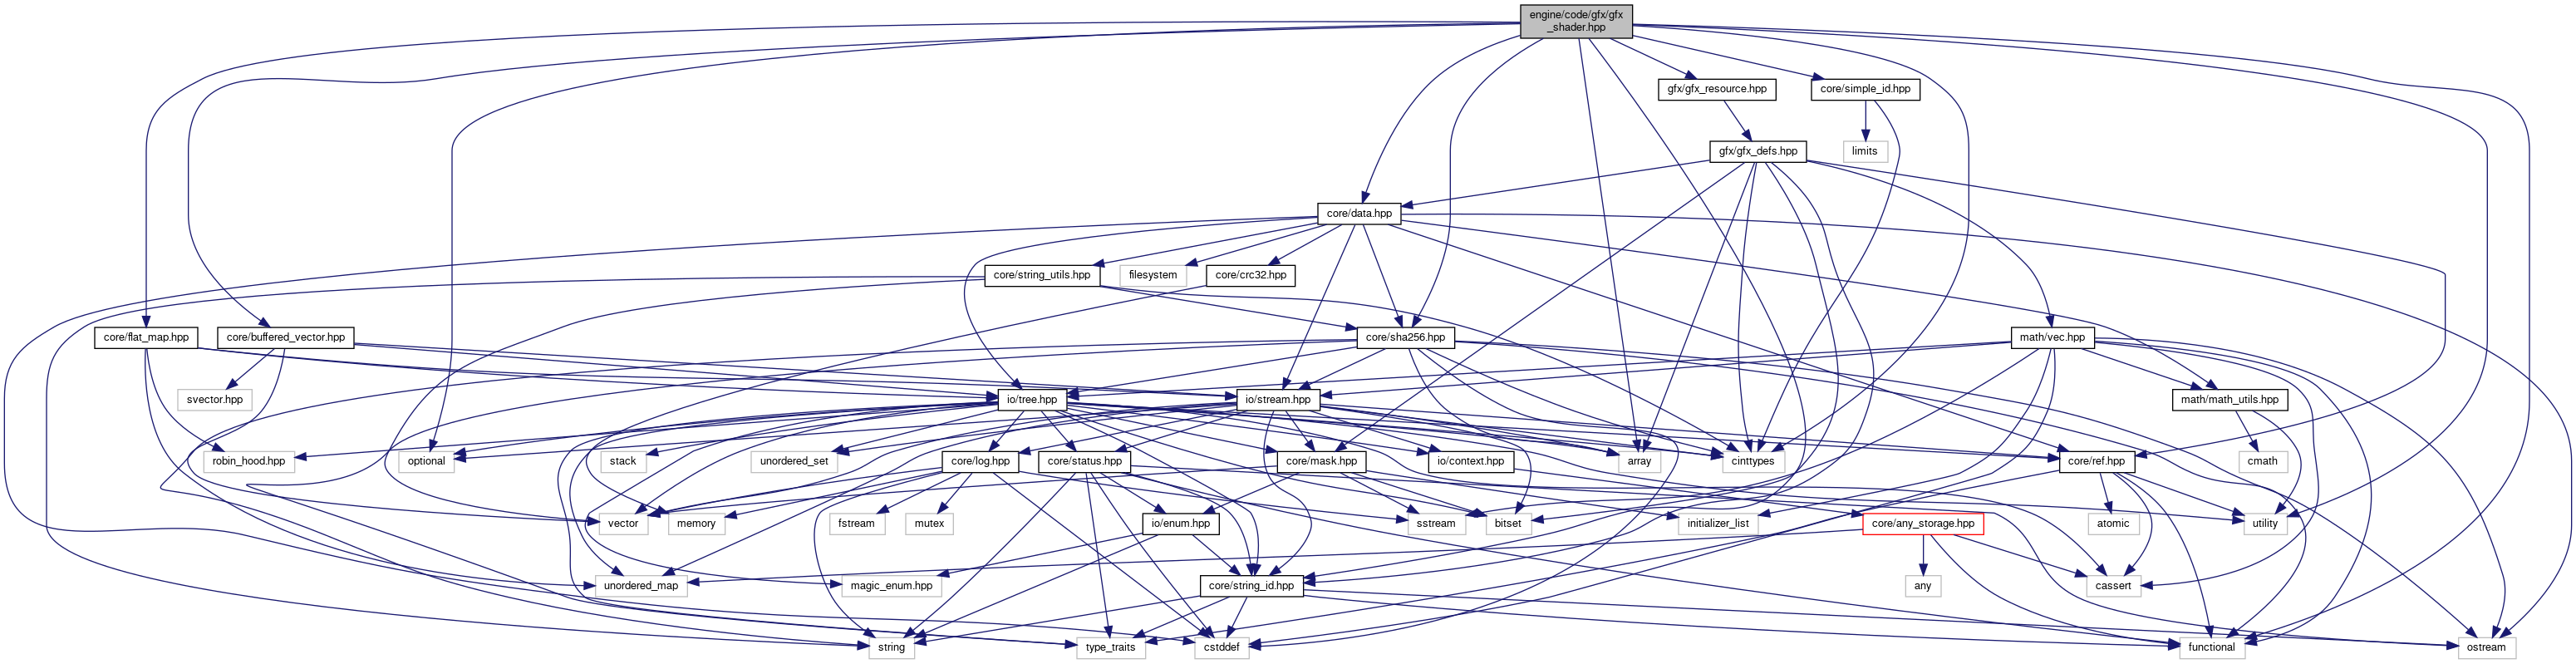 engine/code/gfx/gfx
_shader.hpp
gfx/gfx_resource.hpp
core/simple_id.hpp
gfx/gfx_defs.hpp
limits
core/data.hpp
core/string_utils.hpp
filesystem
core/crc32.hpp
core/flat_map.hpp
core/buffered_vector.hpp
core/sha256.hpp
math/vec.hpp
svector.hpp
io/tree.hpp
io/stream.hpp
math/math_utils.hpp
robin_hood.hpp
optional
stack
unordered_set
core/log.hpp
core/status.hpp
core/mask.hpp
io/context.hpp
array
cinttypes
core/ref.hpp
cmath
vector
memory
fstream
mutex
io/enum.hpp
sstream
bitset
initializer_list
core/any_storage.hpp
atomic
utility
unordered_map
magic_enum.hpp
core/string_id.hpp
any
cassert
string
type_traits
cstddef
functional
ostream